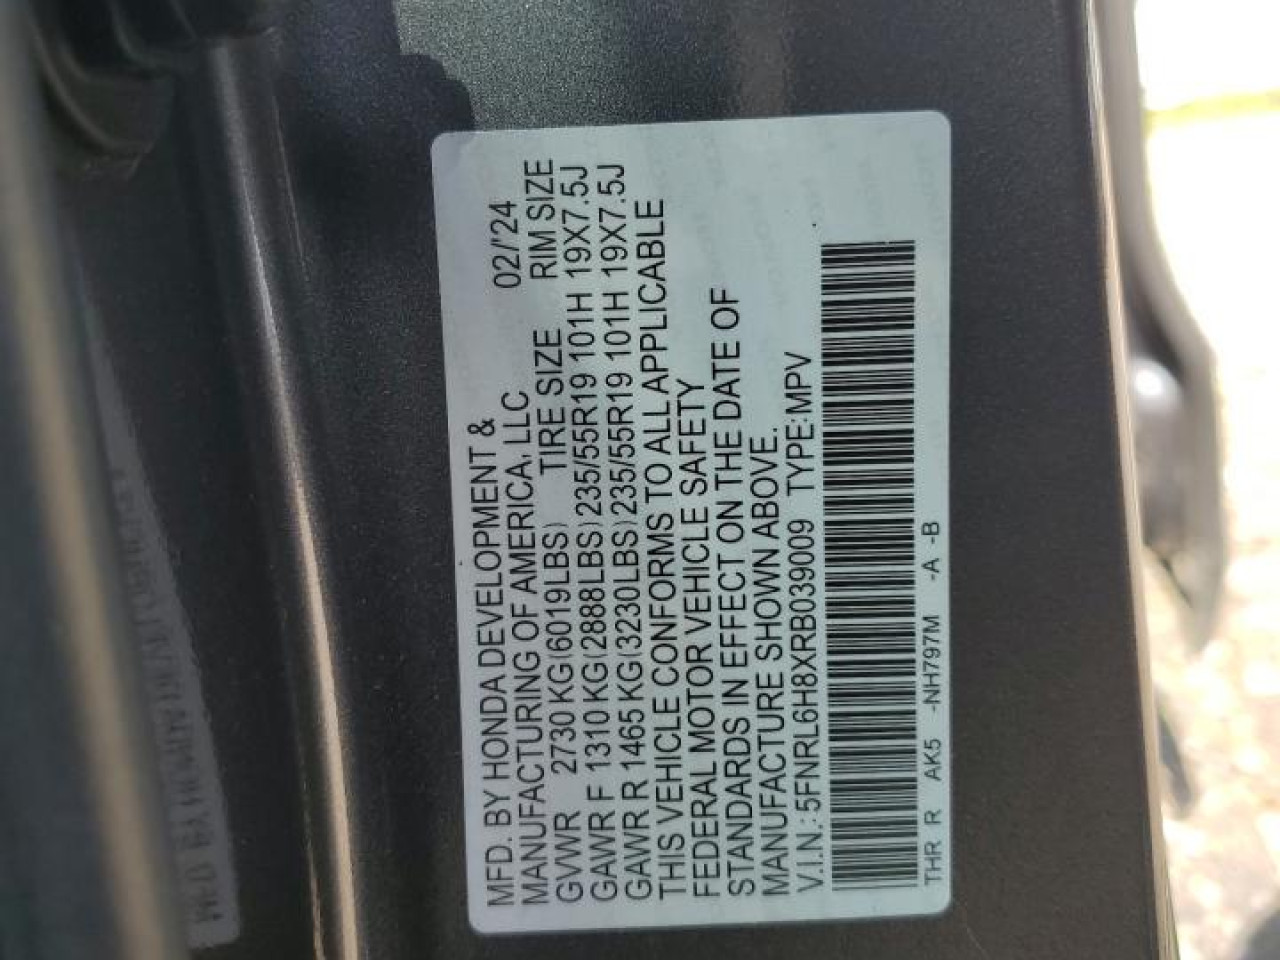 MFD. BY HONDA DEVELOPMENT &
MANUFACTURING OF AMERICA, LLC 02/'24
GVWR 2730 KG(6019LBS) TIRE SIZE RIM SIZE
GAWR F 1310 KG(2888LBS)235/55R19 101H 19X7.5J
GAWR R 1465 KG(3230LBS)235/55R19 101H 19X7.5J
THIS VEHICLE CONFORMS TO ALL APPLICABLE
FEDERAL MOTOR VEHICLE SAFETY
STANDARDS IN EFFECT ON THE DATE OF
MANUFACTURE SHOWN ABOVE.
V.I.N.:5FNRL6H8XRB039009 TYPE:MPV
THR R AK5 -NH797M -A -B